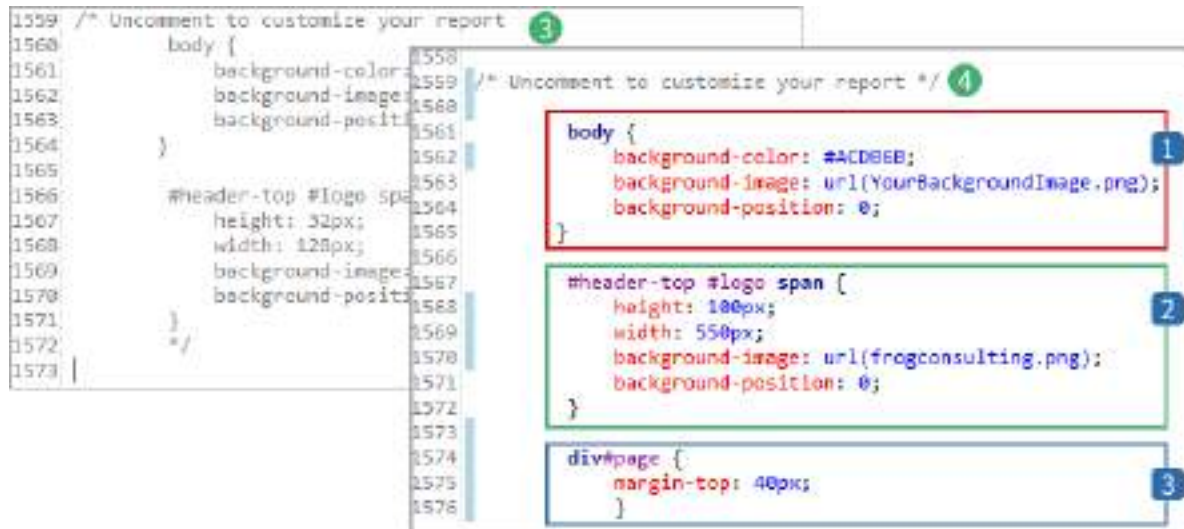 1559 /* Uncomment to customize your report
3
1560 body {
1561 background-color:
1562 background-image:
1563 background-positi
1564 }
1565
1566 #header-top #logo spa
1567 height: 32px;
1568 width: 128px;
1569 background-image:
1570 background-positi
1571 }
1572 */
1573
1558
1559 /* Uncomment to customize your report */ 4
1560
1561 body {
1
1562 background-color: #ACDBEB;
1563 background-image: url(YourBackgroundImage.png);
1564 background-position: 0;
1565 }
1566
1567 #header-top #logo span {
1568 height: 100px;
2
1569 width: 550px;
1570 background-image: url(frogconsulting.png);
1571 background-position: 0;
1572 }
1573
1574 div#page {
1575 margin-top: 40px;
3
1576 }